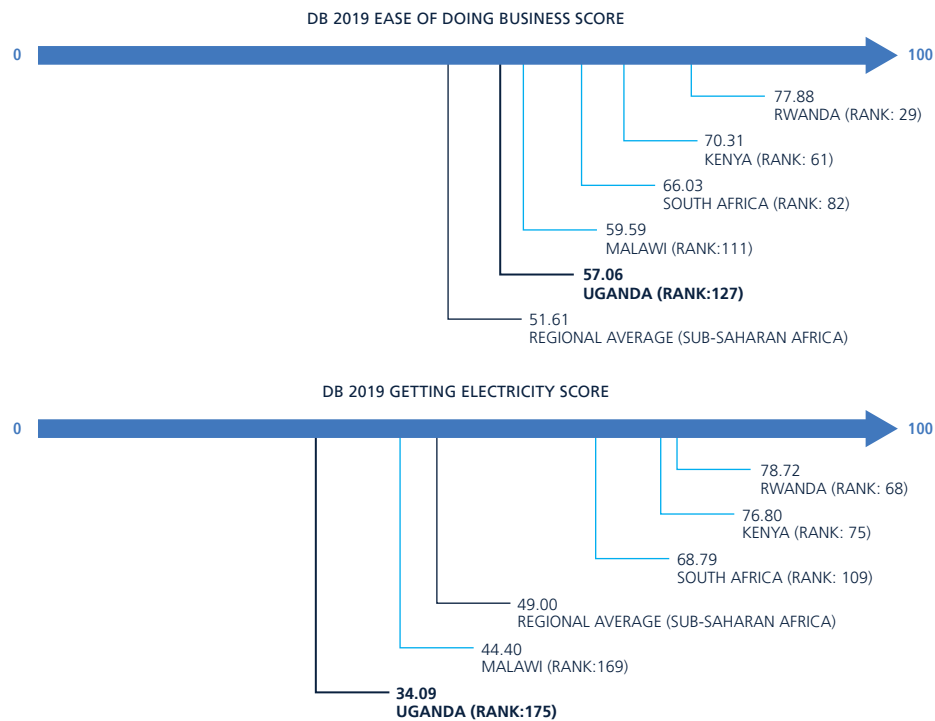 DB 2019 EASE OF DOING BUSINESS SCORE
0
100
77.88
RWANDA (RANK: 29)
70.31
KENYA (RANK: 61)
66.03
SOUTH AFRICA (RANK: 82)
59.59
MALAWI (RANK:111)
57.06
UGANDA (RANK:127)
51.61
REGIONAL AVERAGE (SUB-SAHARAN AFRICA)
DB 2019 GETTING ELECTRICITY SCORE
0
100
78.72
RWANDA (RANK: 68)
76.80
KENYA (RANK: 75)
68.79
SOUTH AFRICA (RANK: 109)
49.00
REGIONAL AVERAGE (SUB-SAHARAN AFRICA)
44.40
MALAWI (RANK:169)
34.09
UGANDA (RANK:175)